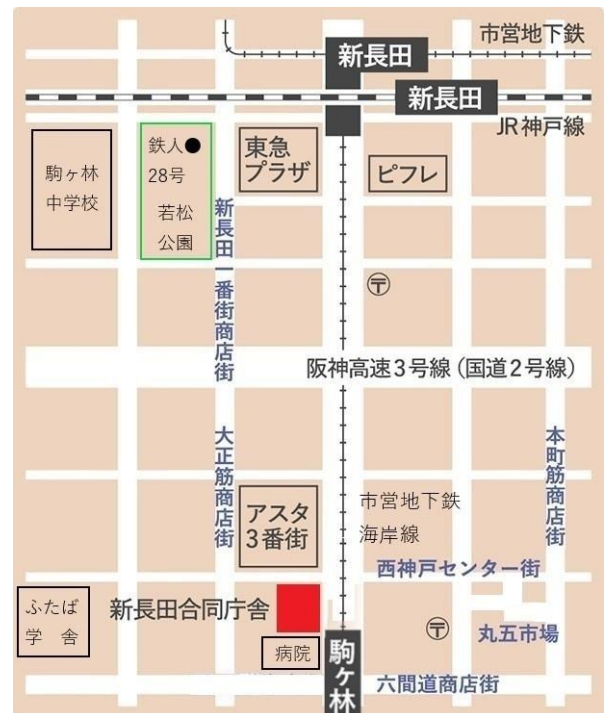 市営地下鉄
新長田
新長田
JR神戸線
駒ヶ林
中学校
鉄人●
28号
若松
公園
東急
プラザ
ピフレ
新長田一番街商店街
〒
阪神高速3号線(国道2号線)
大正筋商店街
本町筋商店街
アスタ
3番街
市営地下鉄
海岸線
西神戸センター街
ふたば
学 舎
新長田合同庁舎
病院
駒ヶ林
〒
丸五市場
六間道商店街